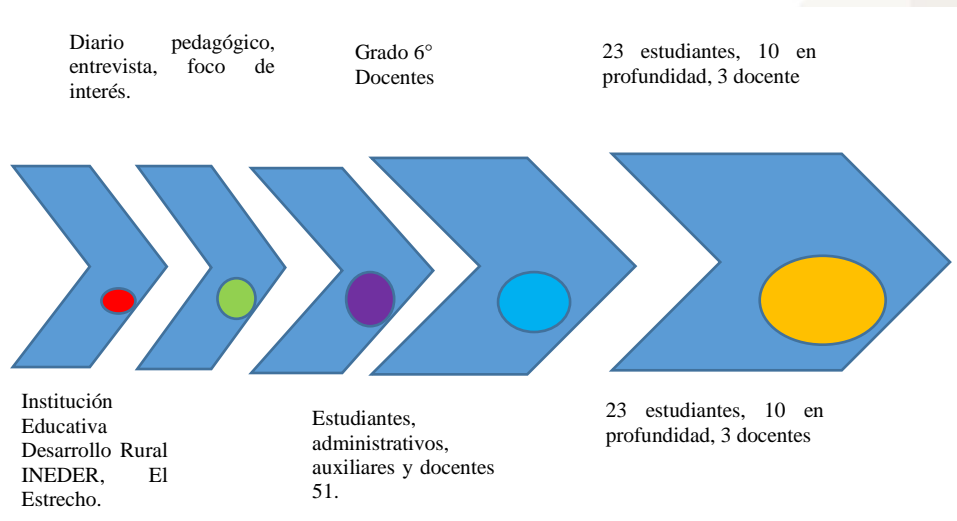 Diario pedagógico,
entrevista, foco de
interés.
Grado 6°
Docentes
23 estudiantes, 10 en
profundidad, 3 docente
Institución
Educativa
Desarrollo Rural
INEDER, El
Estrecho.
Estudiantes,
administrativos,
auxiliares y docentes
51.
23 estudiantes, 10 en
profundidad, 3 docentes